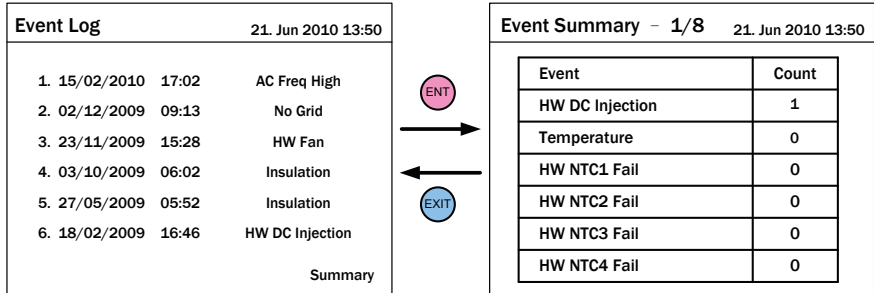 Event Log 21. Jun 2010 13:50
1. 15/02/2010 17:02 AC Freq High
2. 02/12/2009 09:13 No Grid
3. 23/11/2009 15:28 HW Fan
4. 03/10/2009 06:02 Insulation
5. 27/05/2009 05:52 Insulation
6. 18/02/2009 16:46 HW DC Injection
Summary
ENT
EXIT
Event Summary – 1/8 21. Jun 2010 13:50
Event Count
HW DC Injection 1
Temperature 0
HW NTC1 Fail 0
HW NTC2 Fail 0
HW NTC3 Fail 0
HW NTC4 Fail 0